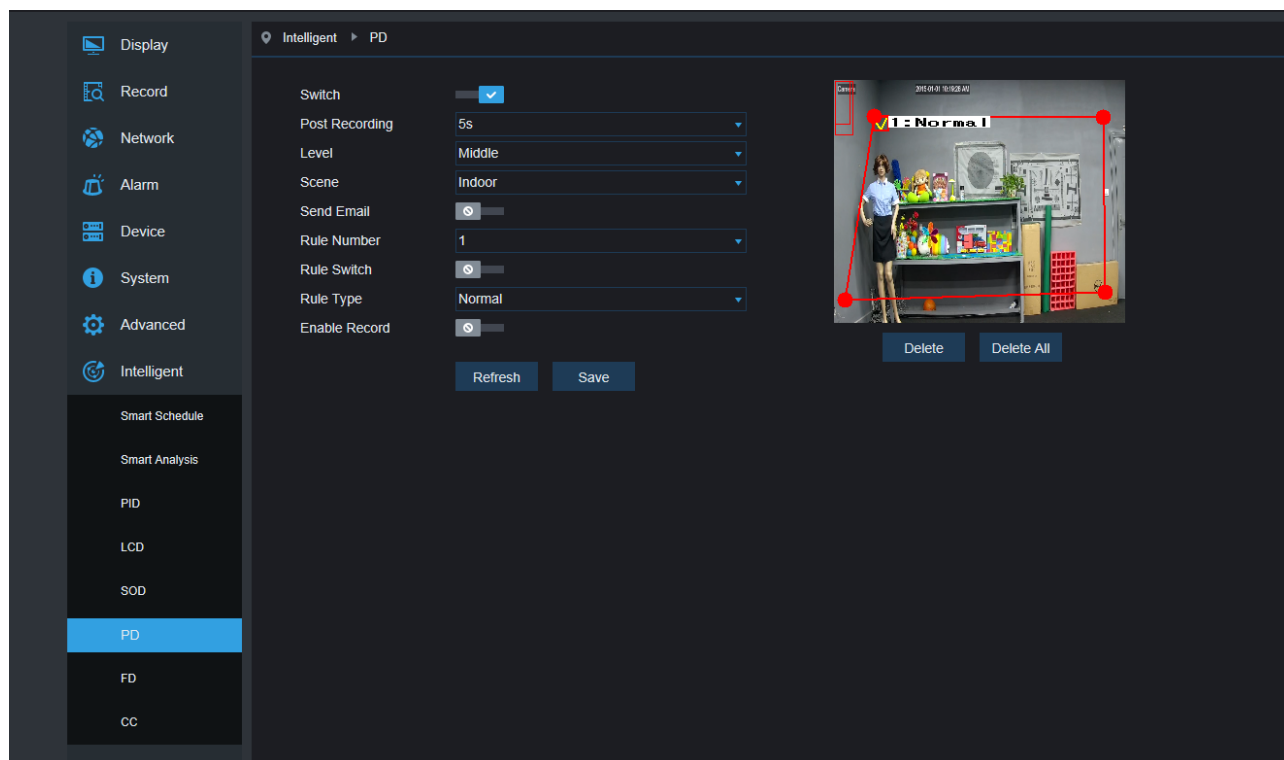 Display
Record
Network
Alarm
Device
System
Advanced
Intelligent
Smart Schedule
Smart Analysis
PID
LCD
SOD
PD
FD
CC
Intelligent PD
Switch
Post Recording 5s
Level Middle
Scene Indoor
Send Email
Rule Number 1
Rule Switch
Rule Type Normal
Enable Record
Refresh Save
Camera
1:Normal
Delete Delete All